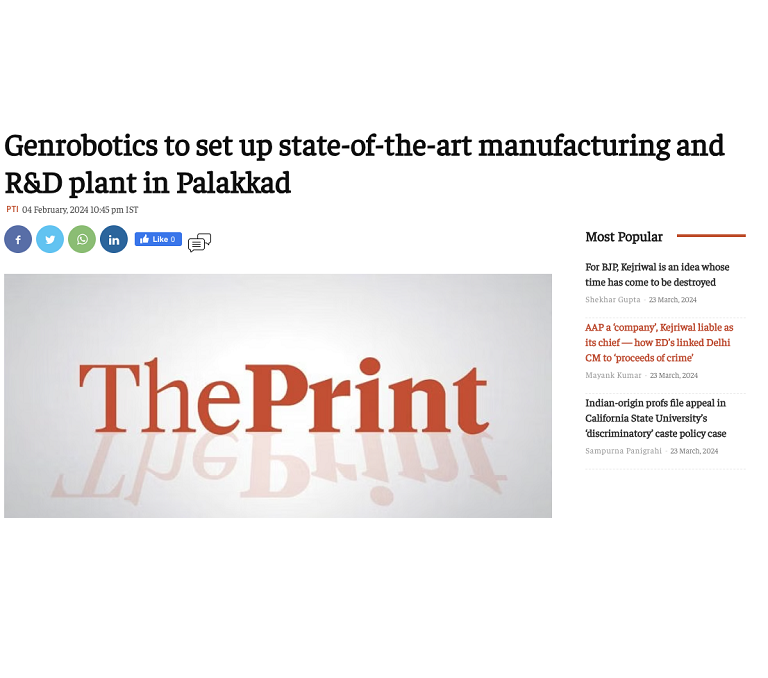 Genrobotics to set up state-of-the-art manufacturing and
R&D plant in Palakkad
PTI 04 February, 2024 10:45 pm IST
f
in
Like 0
ThePrint
ThePrint
Most Popular
For BJP, Kejriwal is an idea whose
time has come to be destroyed
Shekhar Gupta - 23 March, 2024
AAP a ‘company’, Kejriwal liable as
its chief — how ED’s linked Delhi
CM to ‘proceeds of crime’
Mayank Kumar - 23 March, 2024
Indian-origin profs file appeal in
California State University’s
‘discriminatory’ caste policy case
Sampurna Panigrahi - 23 March, 2024